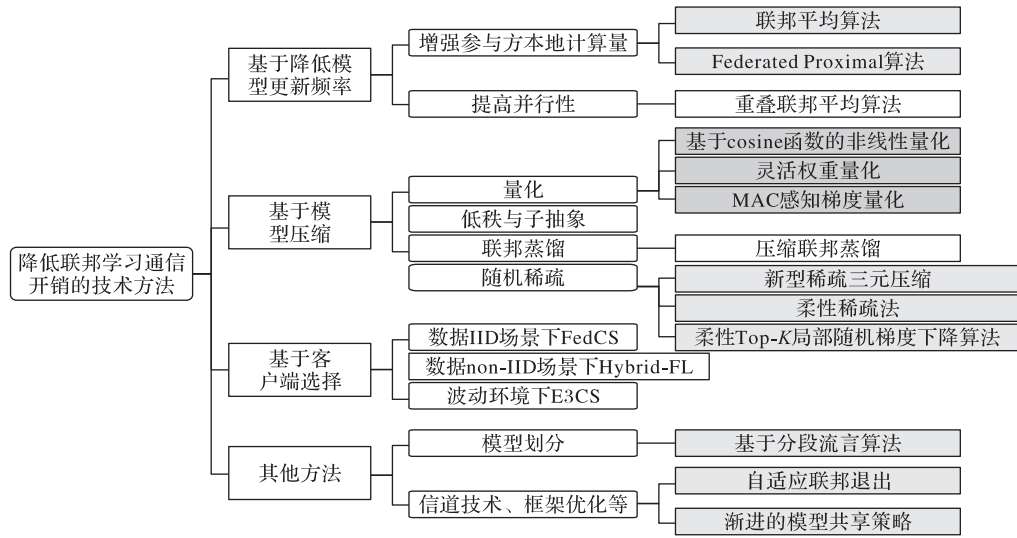 降低联邦学习通信
开销的技术方法
基于降低模
型更新频率
增强参与方本地计算量
联邦平均算法
Federated Proximal算法
提高并行性
重叠联邦平均算法
基于模
型压缩
量化
基于cosine函数的非线性量化
灵活权重量化
MAC感知梯度量化
低秩与子抽象
联邦蒸馏
压缩联邦蒸馏
随机稀疏
新型稀疏三元压缩
柔性稀疏法
柔性Top-K局部随机梯度下降算法
基于客
户端选择
数据IID场景下FedCS
数据non-IID场景下Hybrid-FL
波动环境下E3CS
其他方法
模型划分
基于分段流言算法
信道技术、框架优化等
自适应联邦退出
渐进的模型共享策略